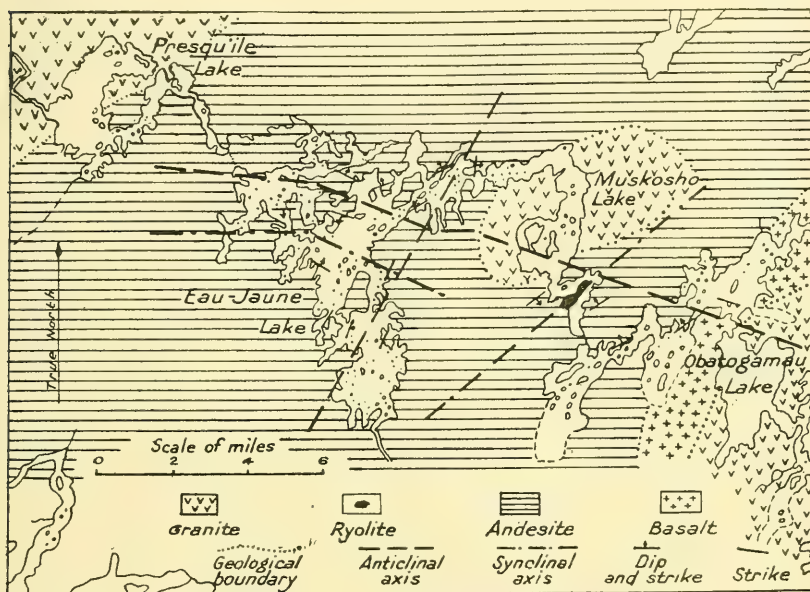 Presqu'ile
Lake
Muskosho
Lake
Eau-Jaune
Lake
Obatogamau
Lake
True North
Scale of miles
0 2 4 6
Granite Ryolite Andesite Basalt
Geological boundary
Anticlinal axis
Synclinal axis
Dip and strike
Strike